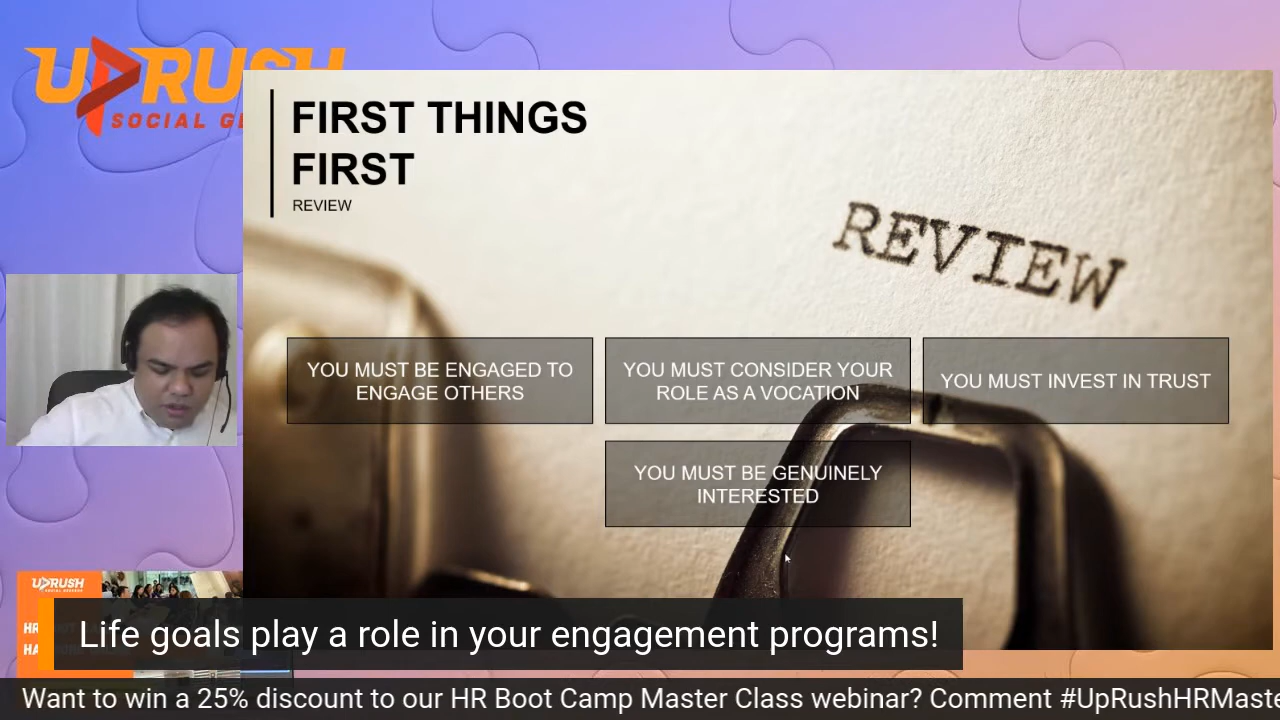 UPRUSH
SOCIAL
FIRST THINGS
FIRST
REVIEW
REVIEW
YOU MUST BE ENGAGED TO
ENGAGE OTHERS
YOU MUST CONSIDER YOUR
ROLE AS A VOCATION
YOU MUST INVEST IN TRUST
YOU MUST BE GENUINELY
INTERESTED
UPRUSH
HR
Life goals play a role in your engagement programs!
Want to win a 25% discount to our HR Boot Camp Master Class webinar? Comment #UpRushHRMaste